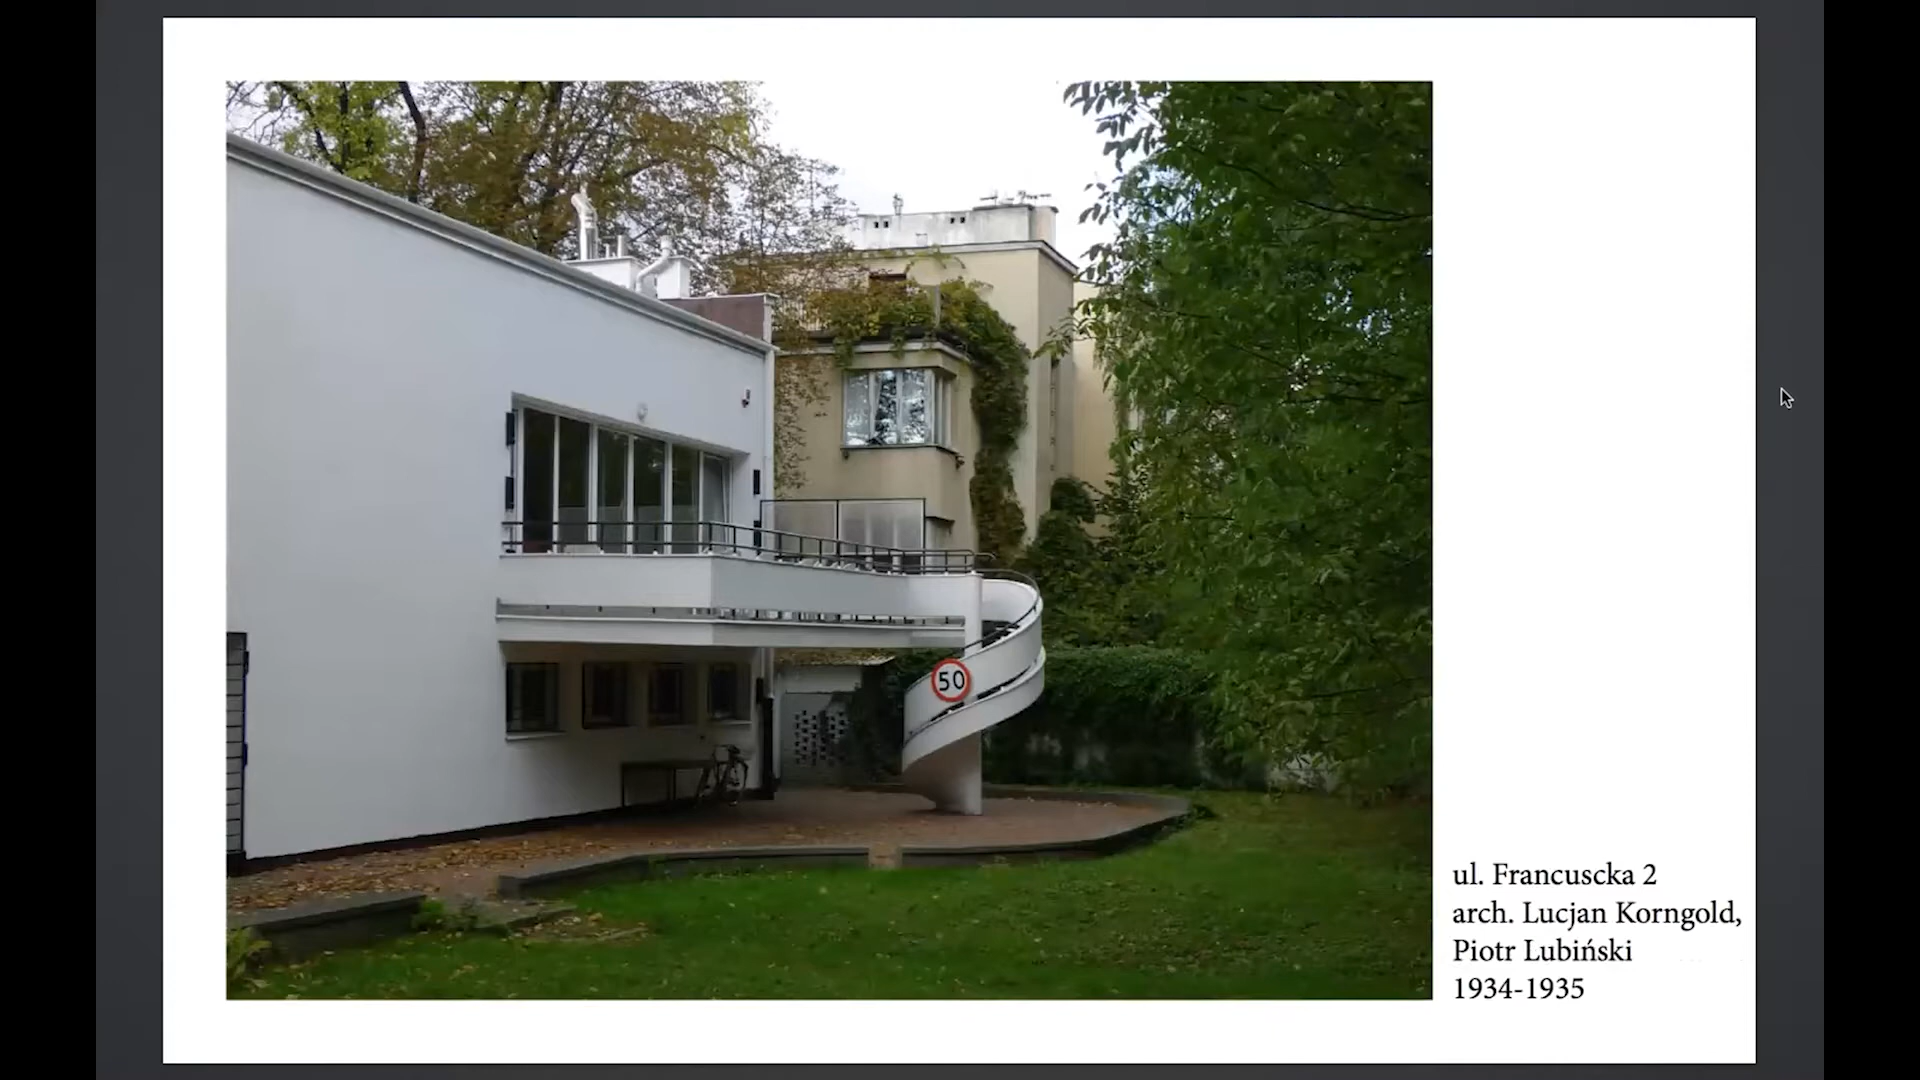 50
ul. Francuscka 2
arch. Lucjan Korngold,
Piotr Lubiński
1934-1935